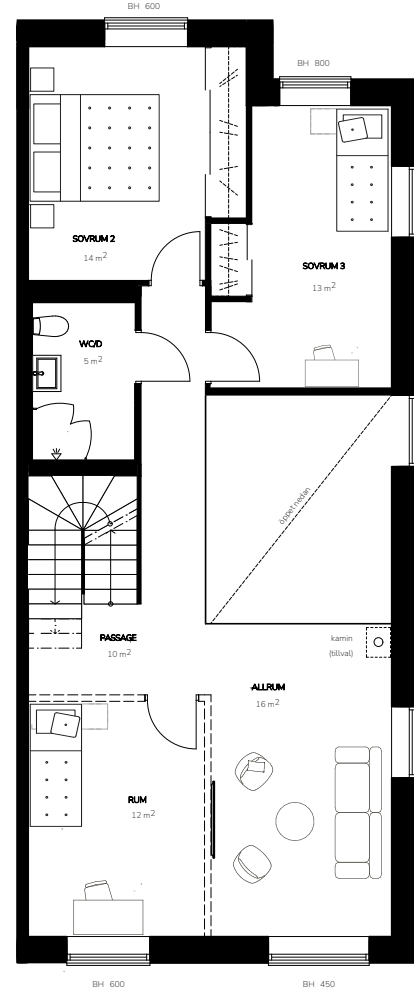 BH 600
BH 800
SOVRUM 2
14 m2
SOVRUM 3
13 m2
WC/D
5 m2
öppet nedan
PASSAGE
10 m2
kamin
(tillval)
ALLRUM
16 m2
RUM
12 m2
BH 600
BH 450